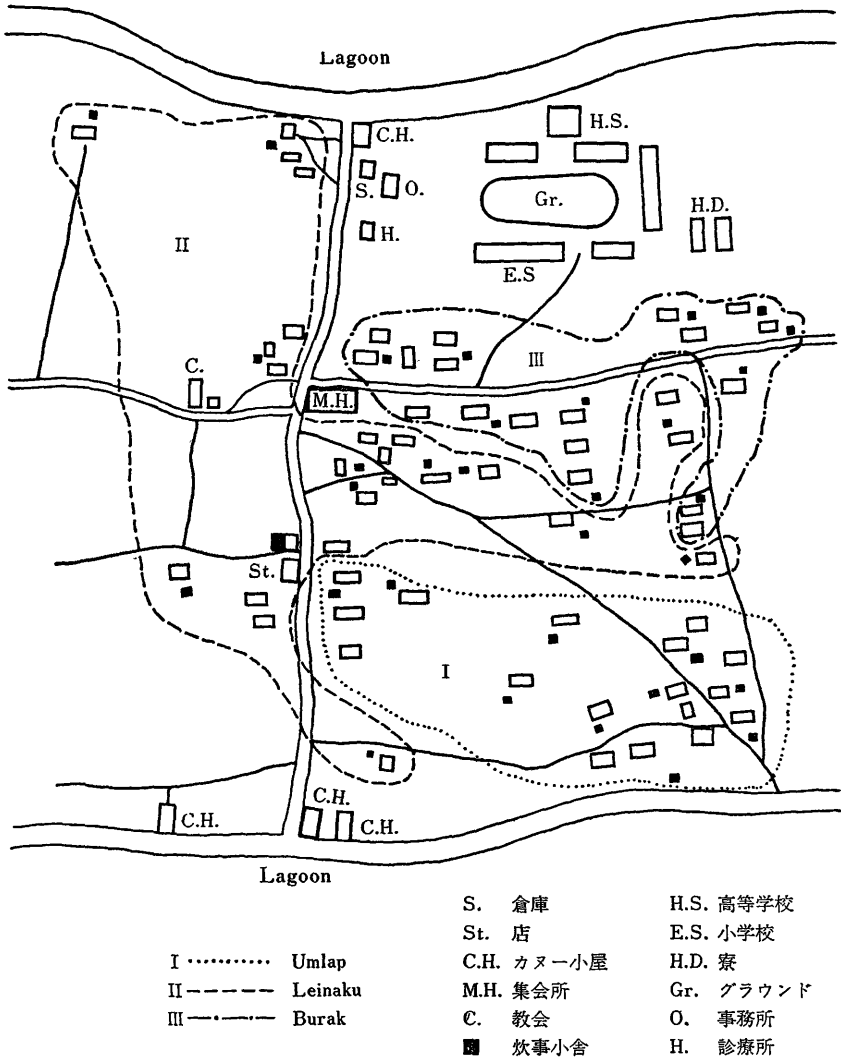 Lagoon
C.H.
H.S.
S.
O.
Gr.
H.D.
H.
II
E.S
III
C.
M.H.
St.
I
C.H.
C.H.
C.H.
Lagoon
I Umlap
II Leinaku
III Burak
S. 倉庫
St. 店
C.H. カヌー小屋
M.H. 集会所
C. 教会
炊事小舎
H.S. 高等学校
E.S. 小学校
H.D. 寮
Gr. グラウンド
O. 事務所
H. 診療所